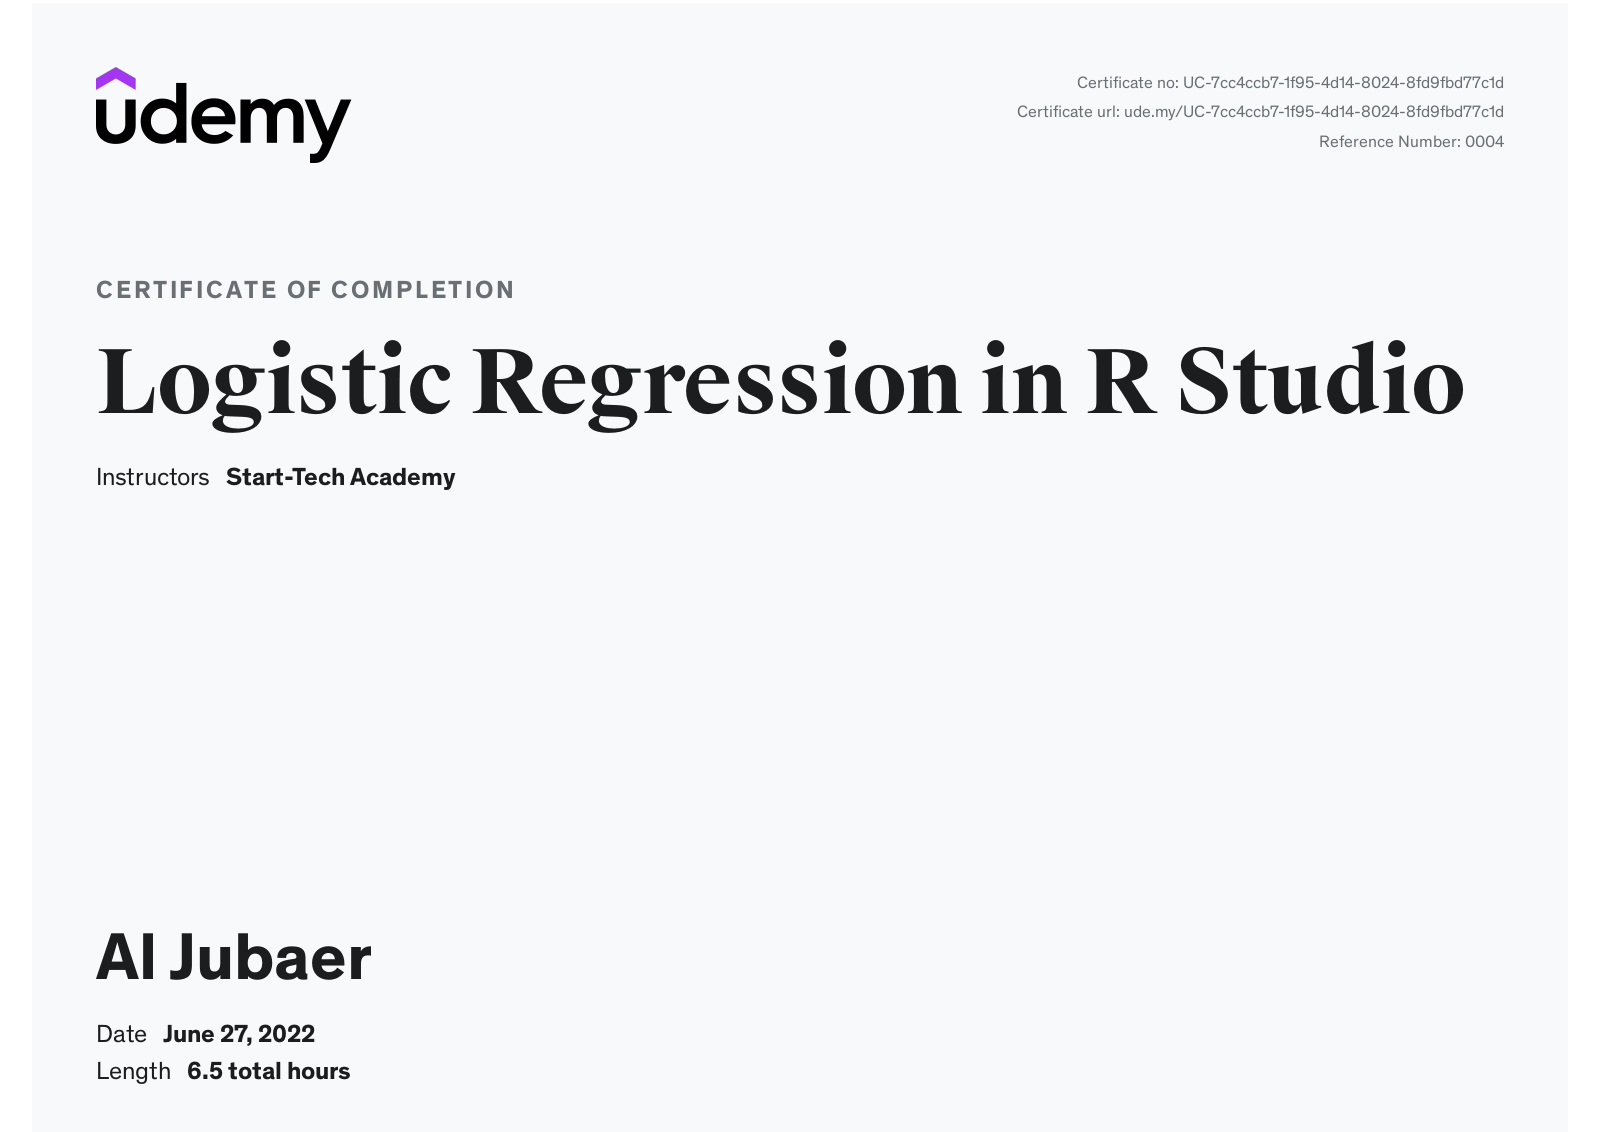 udemy
Certificate no: UC-7cc4ccb7-1f95-4d14-8024-8fd9fbd77c1d
Certificate url: ude.my/UC-7cc4ccb7-1f95-4d14-8024-8fd9fbd77c1d
Reference Number: 0004
CERTIFICATE OF COMPLETION
Logistic Regression in R Studio
Instructors Start-Tech Academy
Al Jubaer
Date June 27, 2022
Length 6.5 total hours